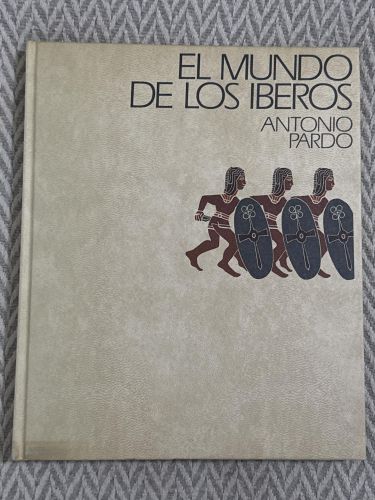 EL MUNDO
DE LOS IBEROS
ANTONIO
PARDO